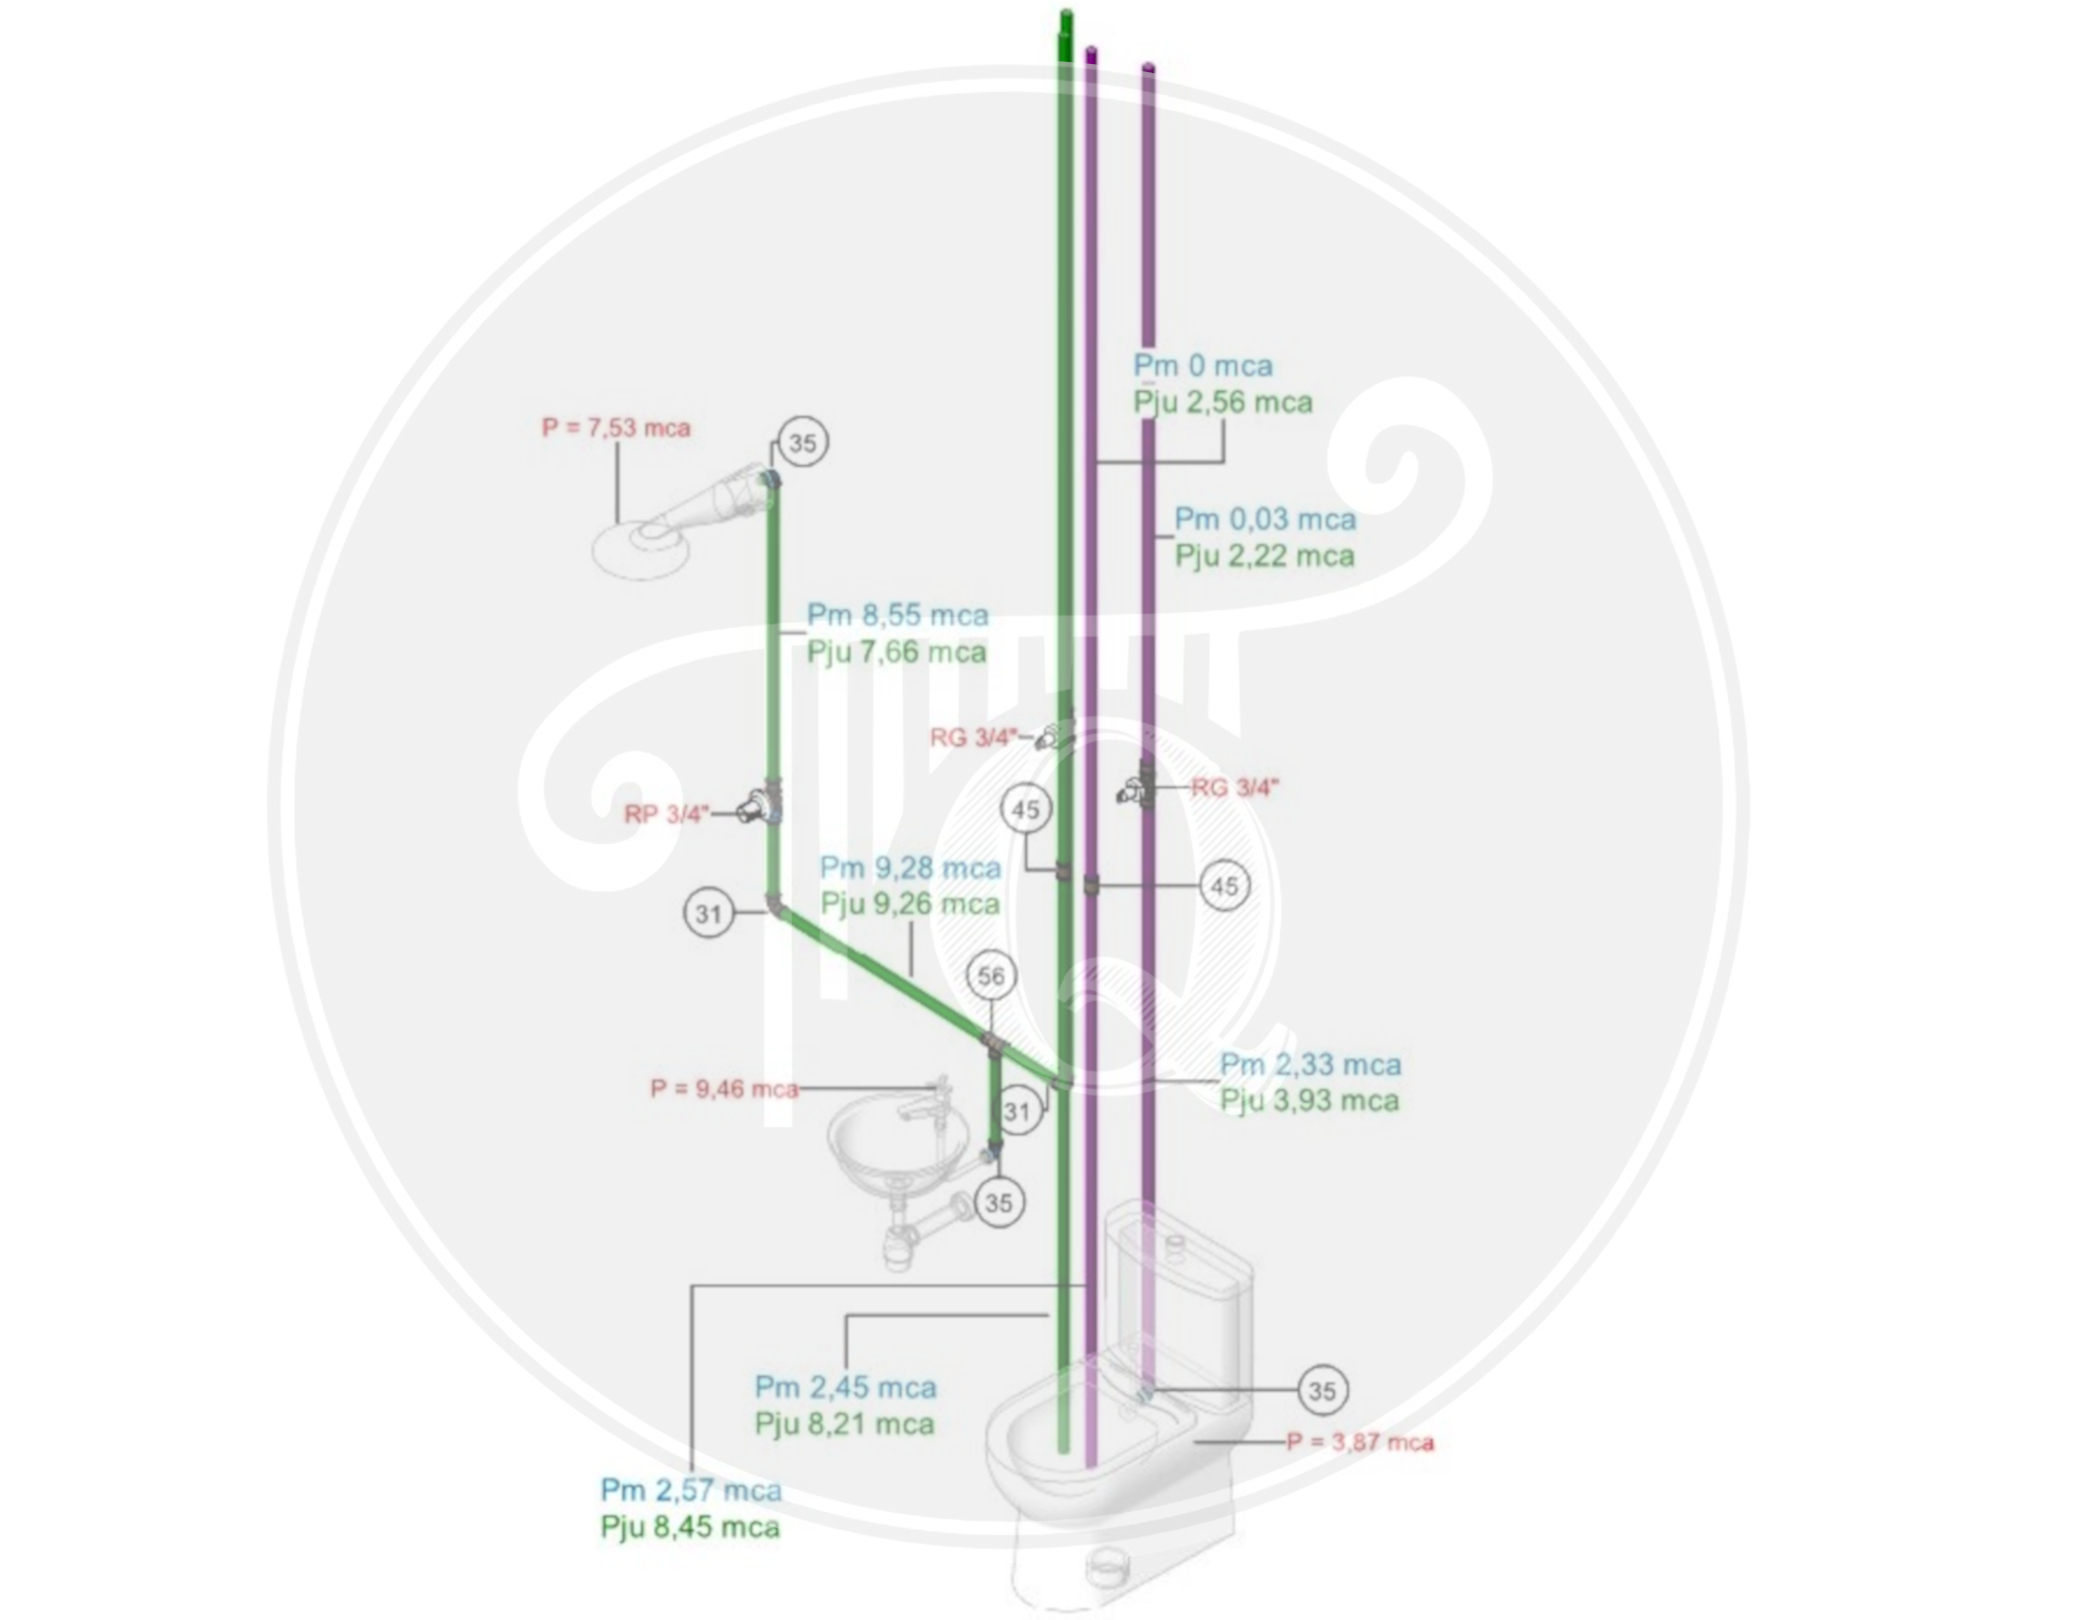 Pm 0 mca
Pju 2,56 mca
P = 7,53 mca
35
Pm 0,03 mca
Pju 2,22 mca
Pm 8,55 mca
Pju 7,66 mca
RG 3/4"
RG 3/4"
45
RP 3/4"
Pm 9,28 mca
Pju 9,26 mca
45
31
56
Pm 2,33 mca
Pju 3,93 mca
P = 9,46 mca
31
35
Pm 2,45 mca
Pju 8,21 mca
35
P = 3,87 mca
Pm 2,57 mca
Pju 8,45 mca
TQ